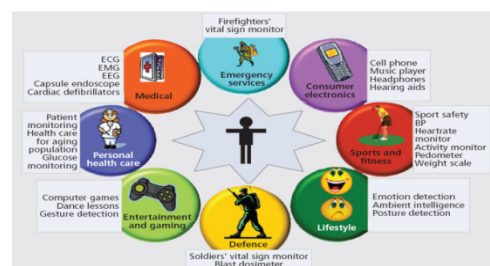 Firefighters'
vital sign monitor
Emergency
services
ECG
EMG
EEG
Capsule endoscope
Cardiac defibrillators
Medical
Consumer
electronics
Cell phone
Music player
Headphones
Hearing aids
Patient
monitoring
Health care
for aging
population
Glucose
monitoring
Personal
health care
Sports and
fitness
Sport safety
BP
Heartrate
monitor
Activity monitor
Pedometer
Weight scale
Computer games
Dance lessons
Gesture detection
Entertainment
and gaming
Defence
Soldiers' vital sign monitor
Blast dosimeter
Lifestyle
Emotion detection
Ambient intelligence
Posture detection